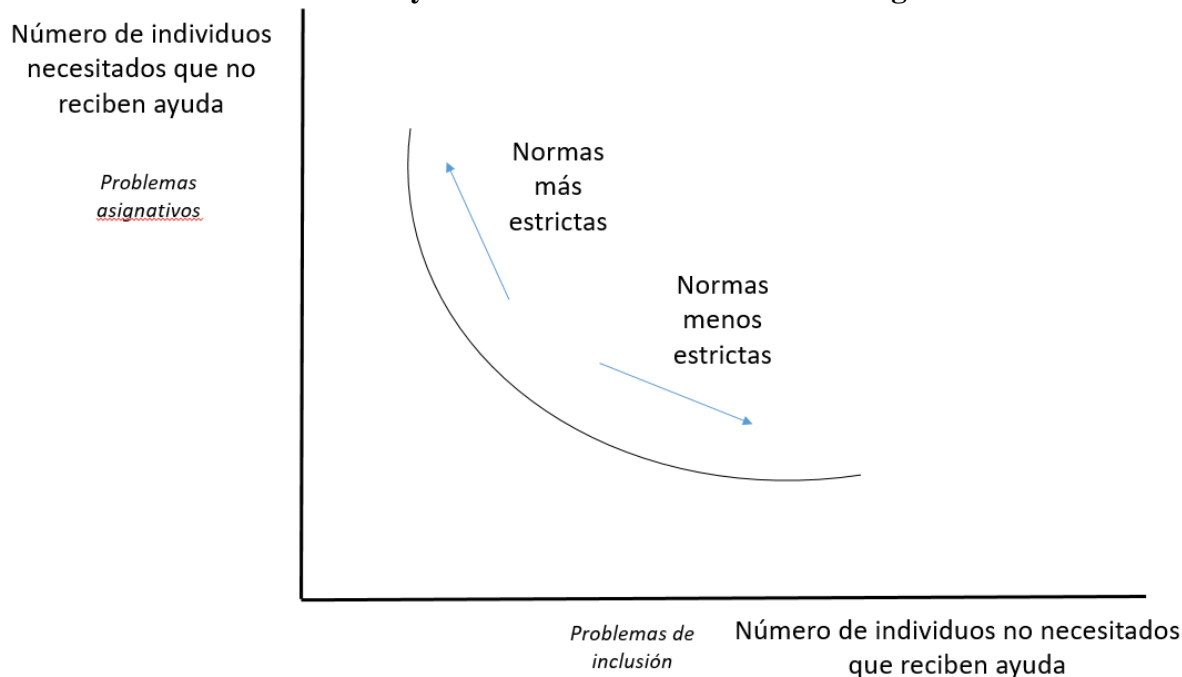 Número de individuos
necesitados que no
reciben ayuda
Problemas
asignativos
Normas
más
estrictas
Normas
menos
estrictas
Problemas de
inclusión
Número de individuos no necesitados
que reciben ayuda